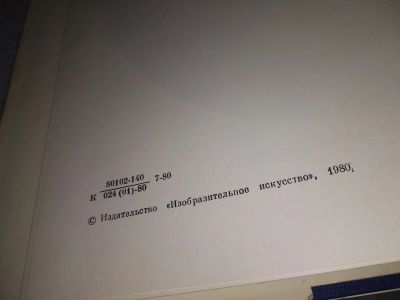 80102-140
К ────── 7-80
024 (01)-80
© Издательство «Изобразительное искусство», 1980.